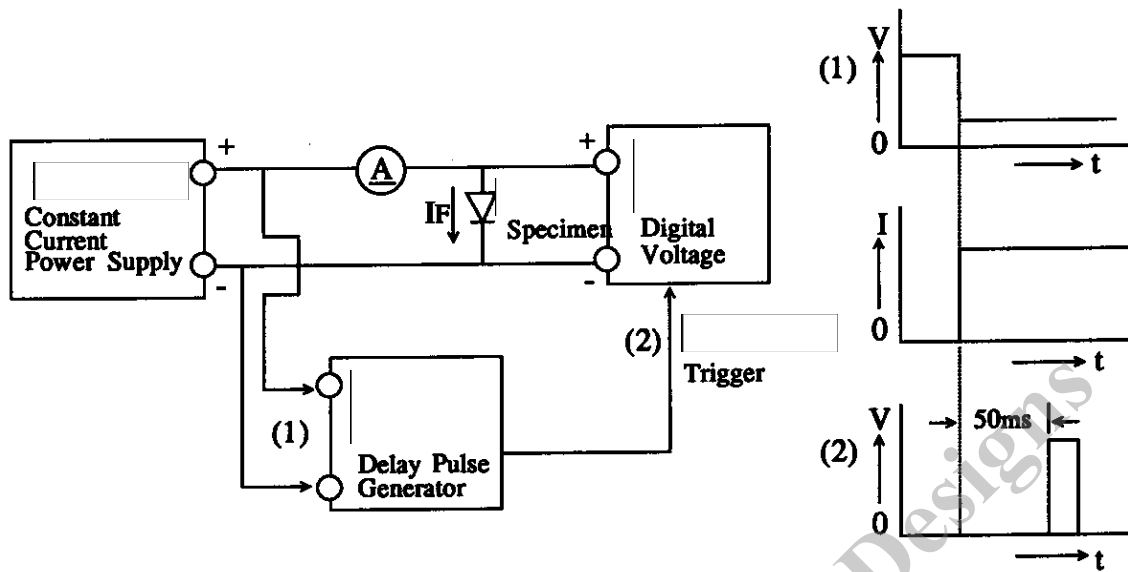 +
A
+
Constant
Current
Power Supply
-
IF
Specimen
Digital
Voltage
-
(1)
(2)
Trigger
Delay Pulse
Generator
V
(1)
0
t
I
0
t
V
50ms
(2)
0
t
Designs